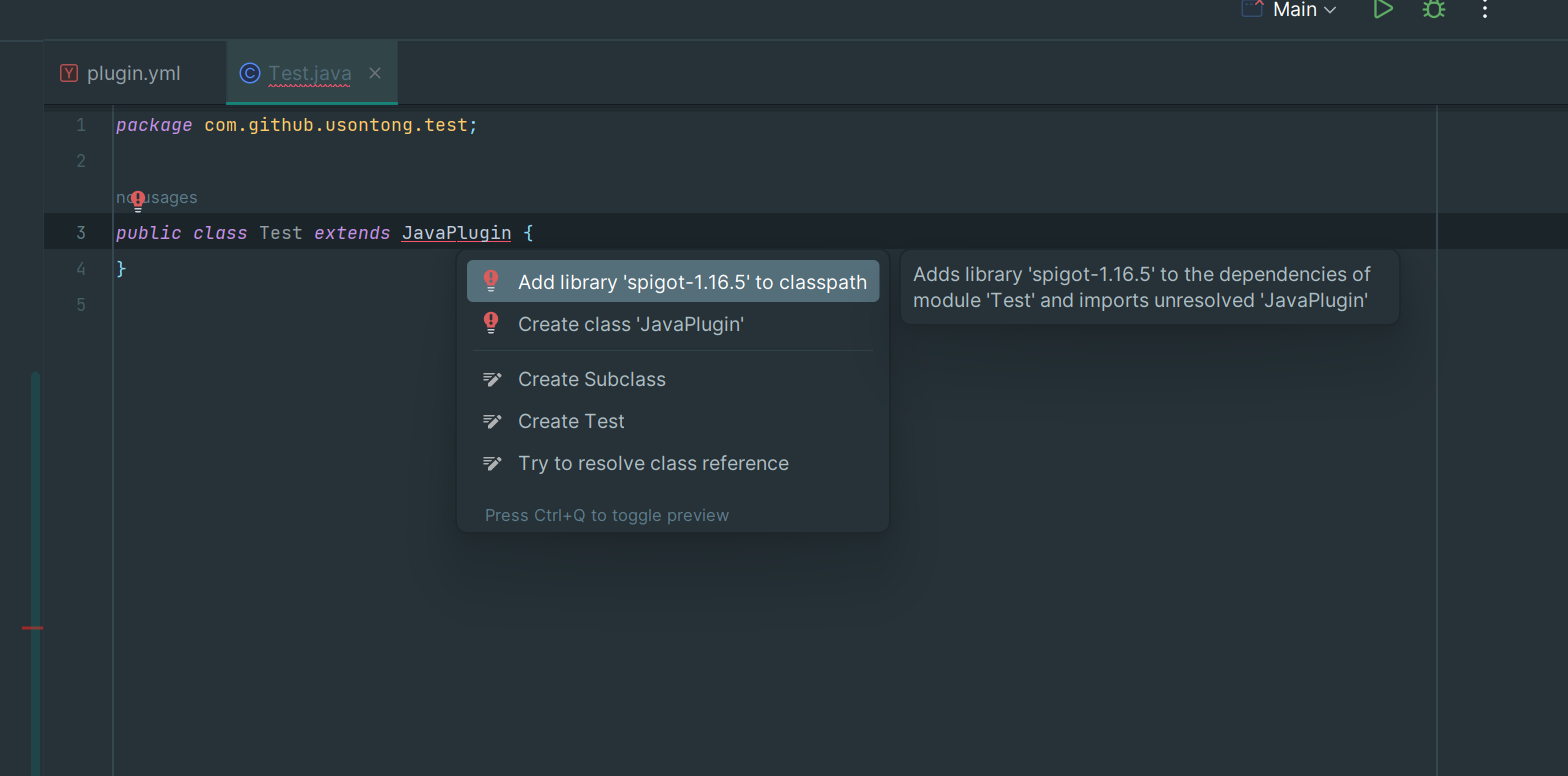 Main
plugin.yml
Test.java
1 package com.github.usontong.test;
2
no usages
3 public class Test extends JavaPlugin {
4 }
5
Add library 'spigot-1.16.5' to classpath
Create class 'JavaPlugin'
Create Subclass
Create Test
Try to resolve class reference
Press Ctrl+Q to toggle preview
Adds library 'spigot-1.16.5' to the dependencies of
module 'Test' and imports unresolved 'JavaPlugin'